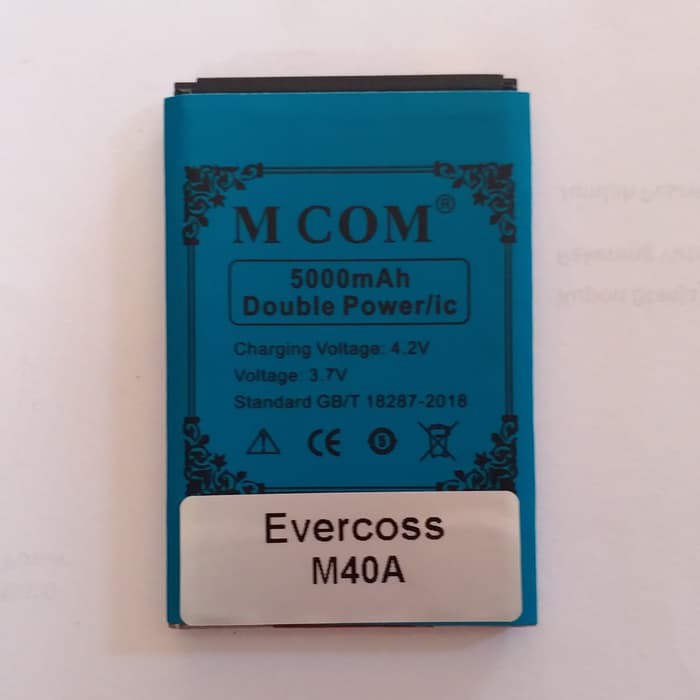 M COM®
5000mAh
Double Power/ic
Charging Voltage: 4.2V
Voltage: 3.7V
Standard GB/T 18287-2018
CE
Evercoss
M40A